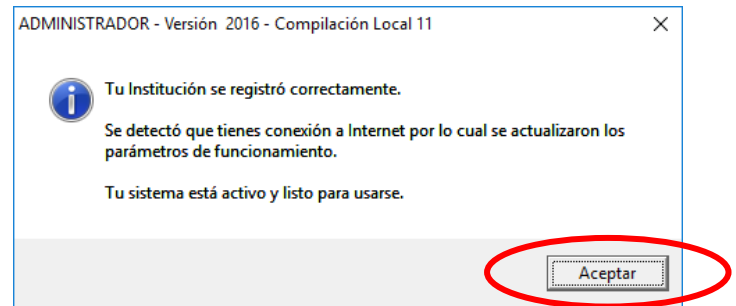 ADMINISTRADOR - Versión  2016 - Compilación Local 11
Tu Institución se registró correctamente.
Se detectó que tienes conexión a Internet por lo cual se actualizaron los
parámetros de funcionamiento.
Tu sistema está activo y listo para usarse.
Aceptar